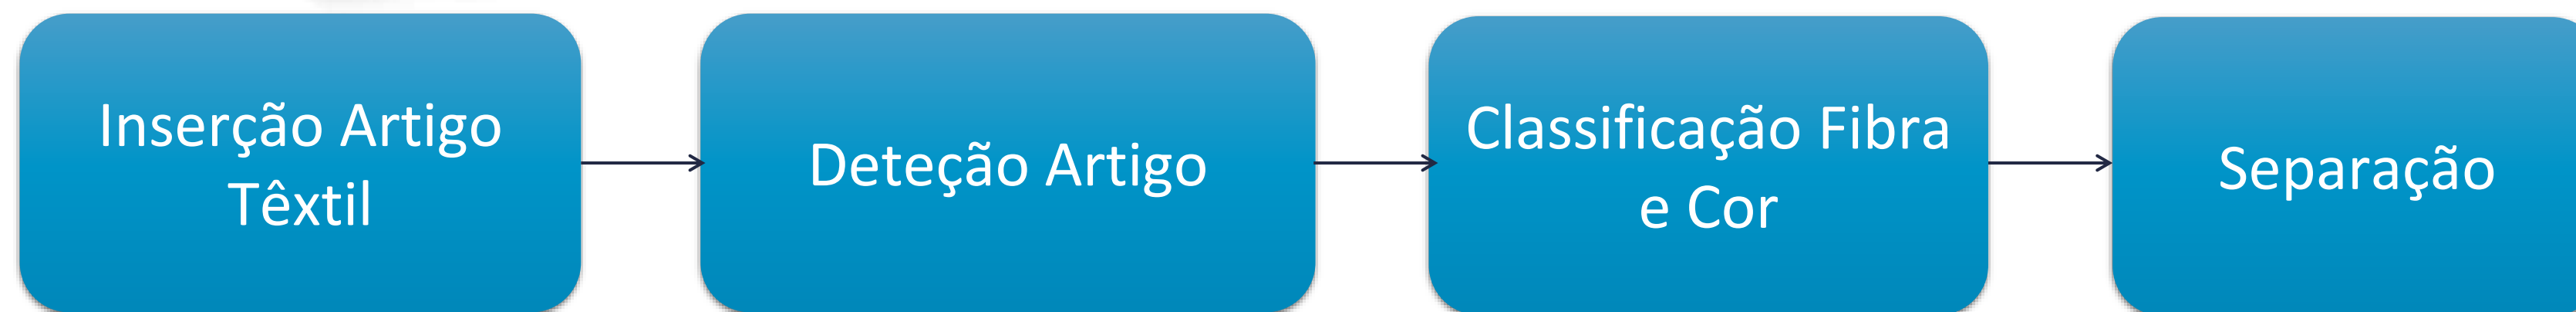 Inserção Artigo
Têxtil
Deteção Artigo
Classificação Fibra
e Cor
Separação